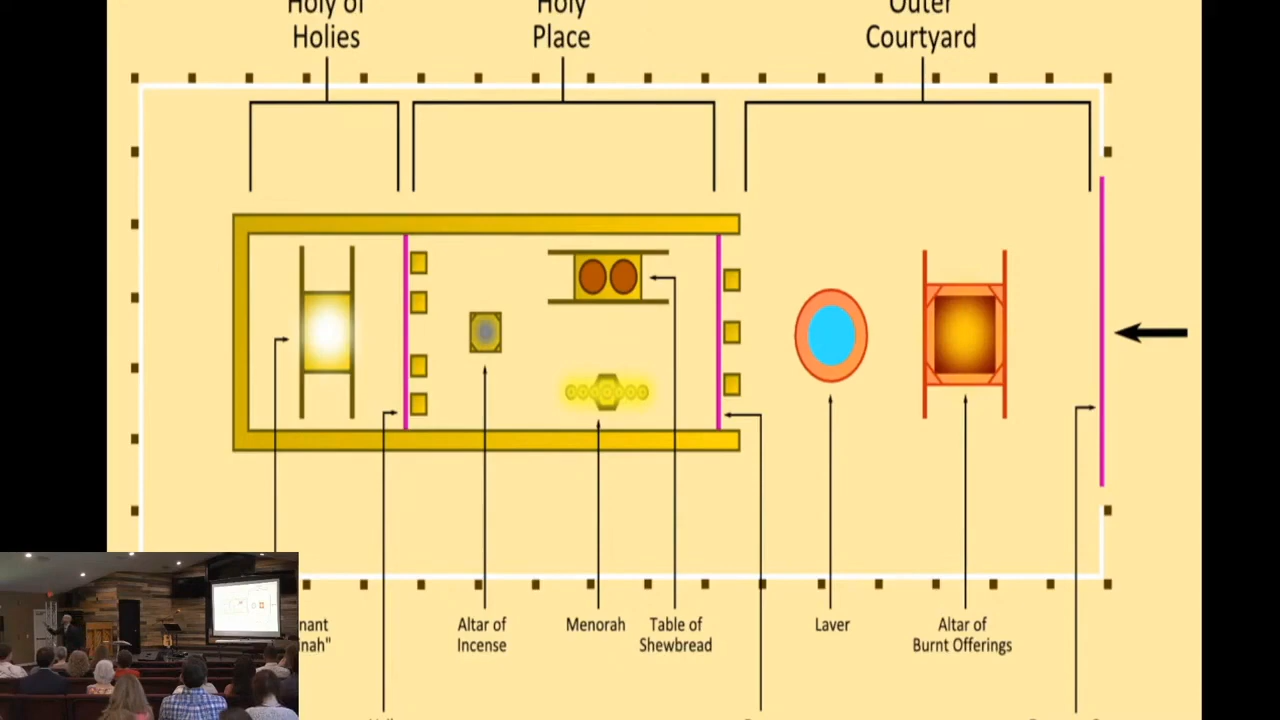 Holy of
Holies
Holy
Place
Outer
Courtyard
nant
inah"
Altar of
Incense
Menorah
Table of
Shewbread
Laver
Altar of
Burnt Offerings